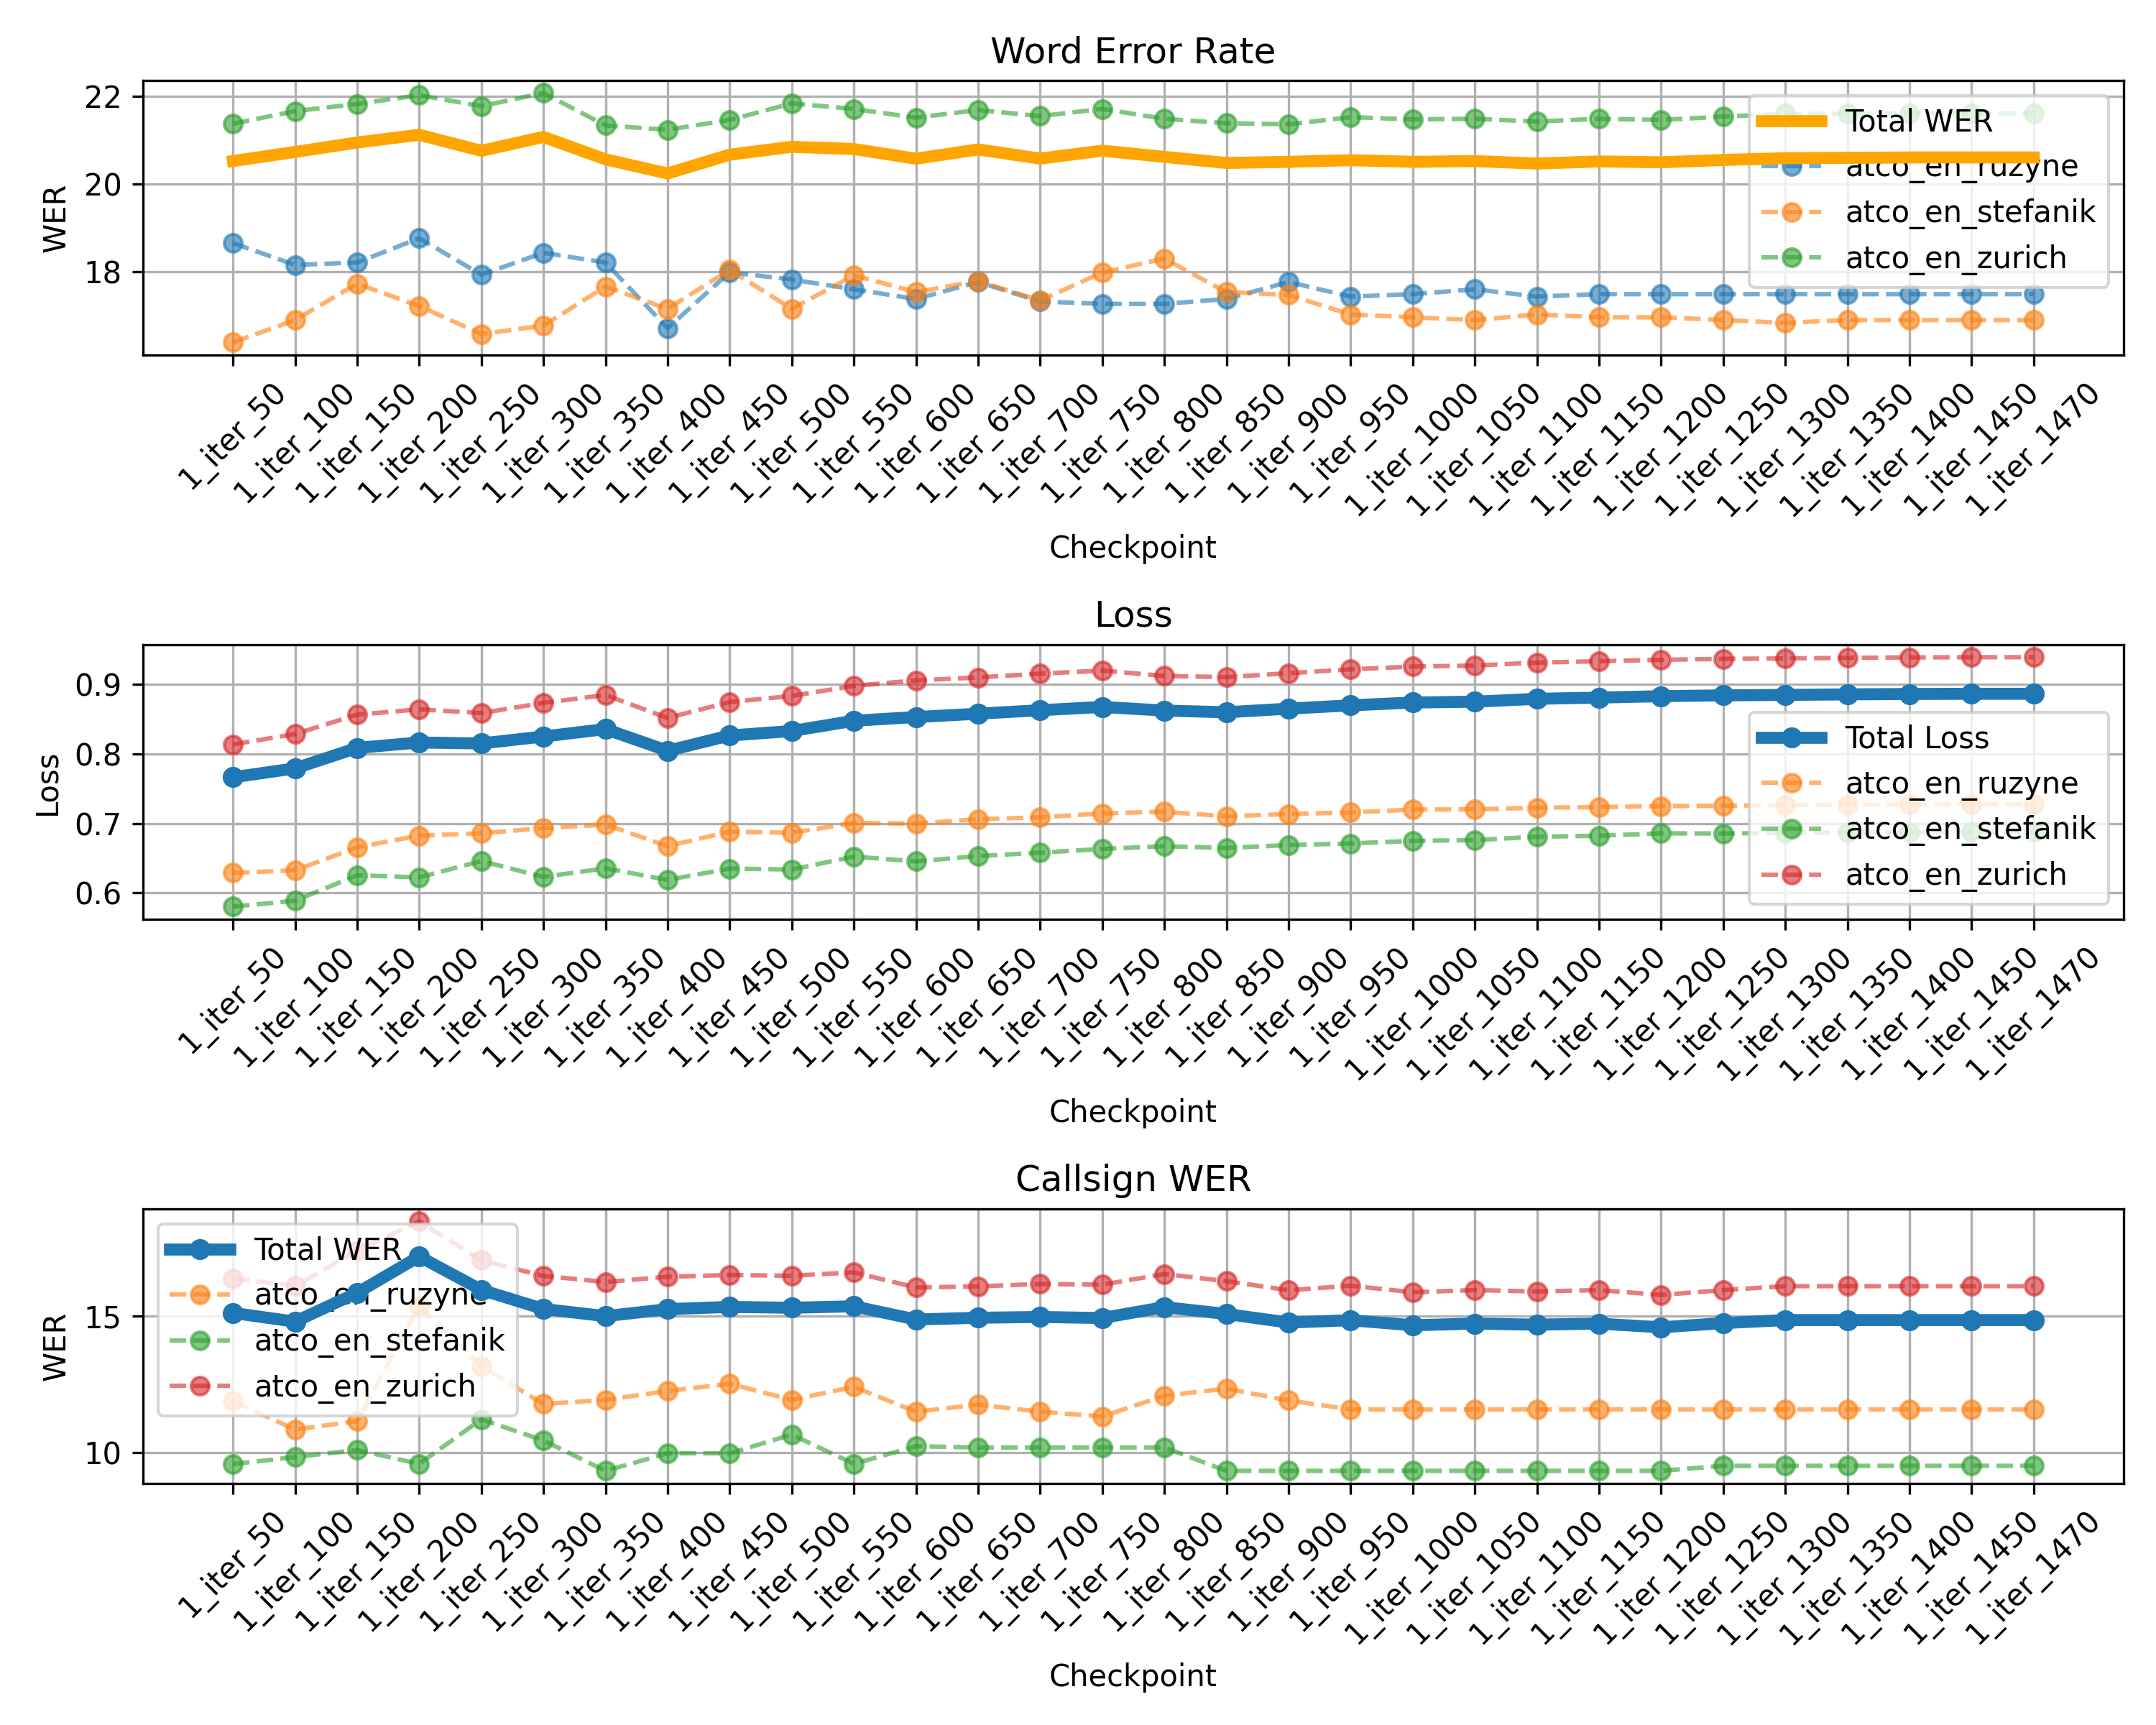 Word Error Rate
WER
22
20
18
Total WER
atco_en_ruzyne
atco_en_stefanik
atco_en_zurich
1_iter_50
1_iter_100
1_iter_150
1_iter_200
1_iter_250
1_iter_300
1_iter_350
1_iter_400
1_iter_450
1_iter_500
1_iter_550
1_iter_600
1_iter_650
1_iter_700
1_iter_750
1_iter_800
1_iter_850
1_iter_900
1_iter_950
1_iter_1000
1_iter_1050
1_iter_1100
1_iter_1150
1_iter_1200
1_iter_1250
1_iter_1300
1_iter_1350
1_iter_1400
1_iter_1450
1_iter_1470
Checkpoint
Loss
Loss
0.9
0.8
0.7
0.6
Total Loss
atco_en_ruzyne
atco_en_stefanik
atco_en_zurich
1_iter_50
1_iter_100
1_iter_150
1_iter_200
1_iter_250
1_iter_300
1_iter_350
1_iter_400
1_iter_450
1_iter_500
1_iter_550
1_iter_600
1_iter_650
1_iter_700
1_iter_750
1_iter_800
1_iter_850
1_iter_900
1_iter_950
1_iter_1000
1_iter_1050
1_iter_1100
1_iter_1150
1_iter_1200
1_iter_1250
1_iter_1300
1_iter_1350
1_iter_1400
1_iter_1450
1_iter_1470
Checkpoint
Callsign WER
WER
15
10
Total WER
atco_en_ruzyne
atco_en_stefanik
atco_en_zurich
1_iter_50
1_iter_100
1_iter_150
1_iter_200
1_iter_250
1_iter_300
1_iter_350
1_iter_400
1_iter_450
1_iter_500
1_iter_550
1_iter_600
1_iter_650
1_iter_700
1_iter_750
1_iter_800
1_iter_850
1_iter_900
1_iter_950
1_iter_1000
1_iter_1050
1_iter_1100
1_iter_1150
1_iter_1200
1_iter_1250
1_iter_1300
1_iter_1350
1_iter_1400
1_iter_1450
1_iter_1470
Checkpoint